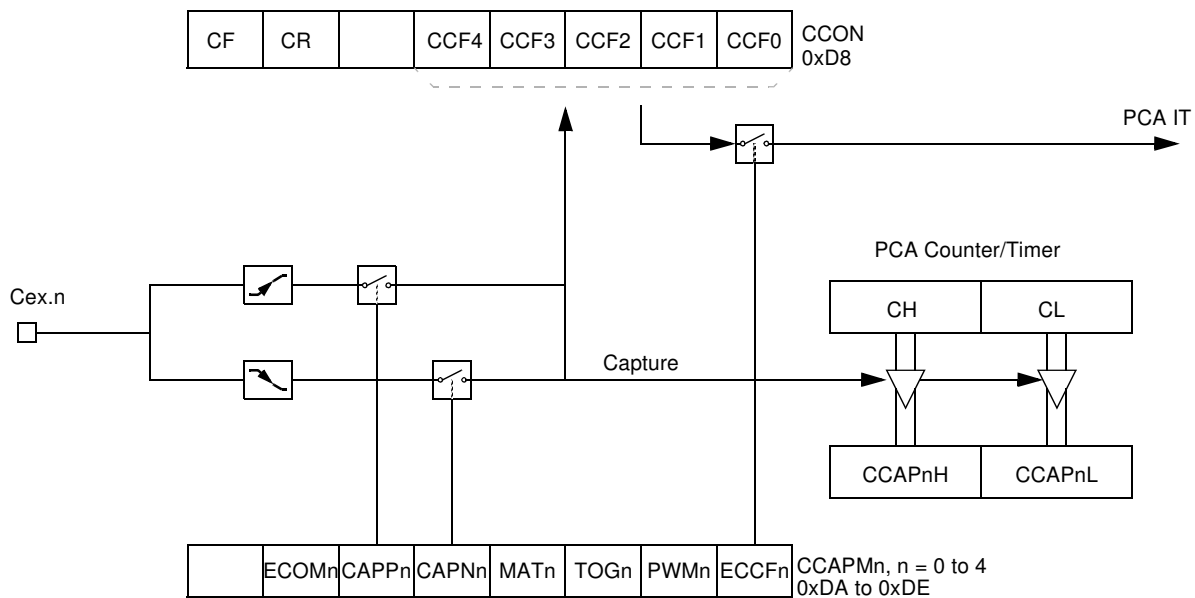 CF CR CCF4 CCF3 CCF2 CCF1 CCF0 CCON
0xD8
PCA IT
PCA Counter/Timer
Cex.n
CH CL
Capture
CCAPnH CCAPnL
ECOMn CAPPn CAPNn MATn TOGn PWMn ECCFn CCAPMn, n = 0 to 4
0xDA to 0xDE